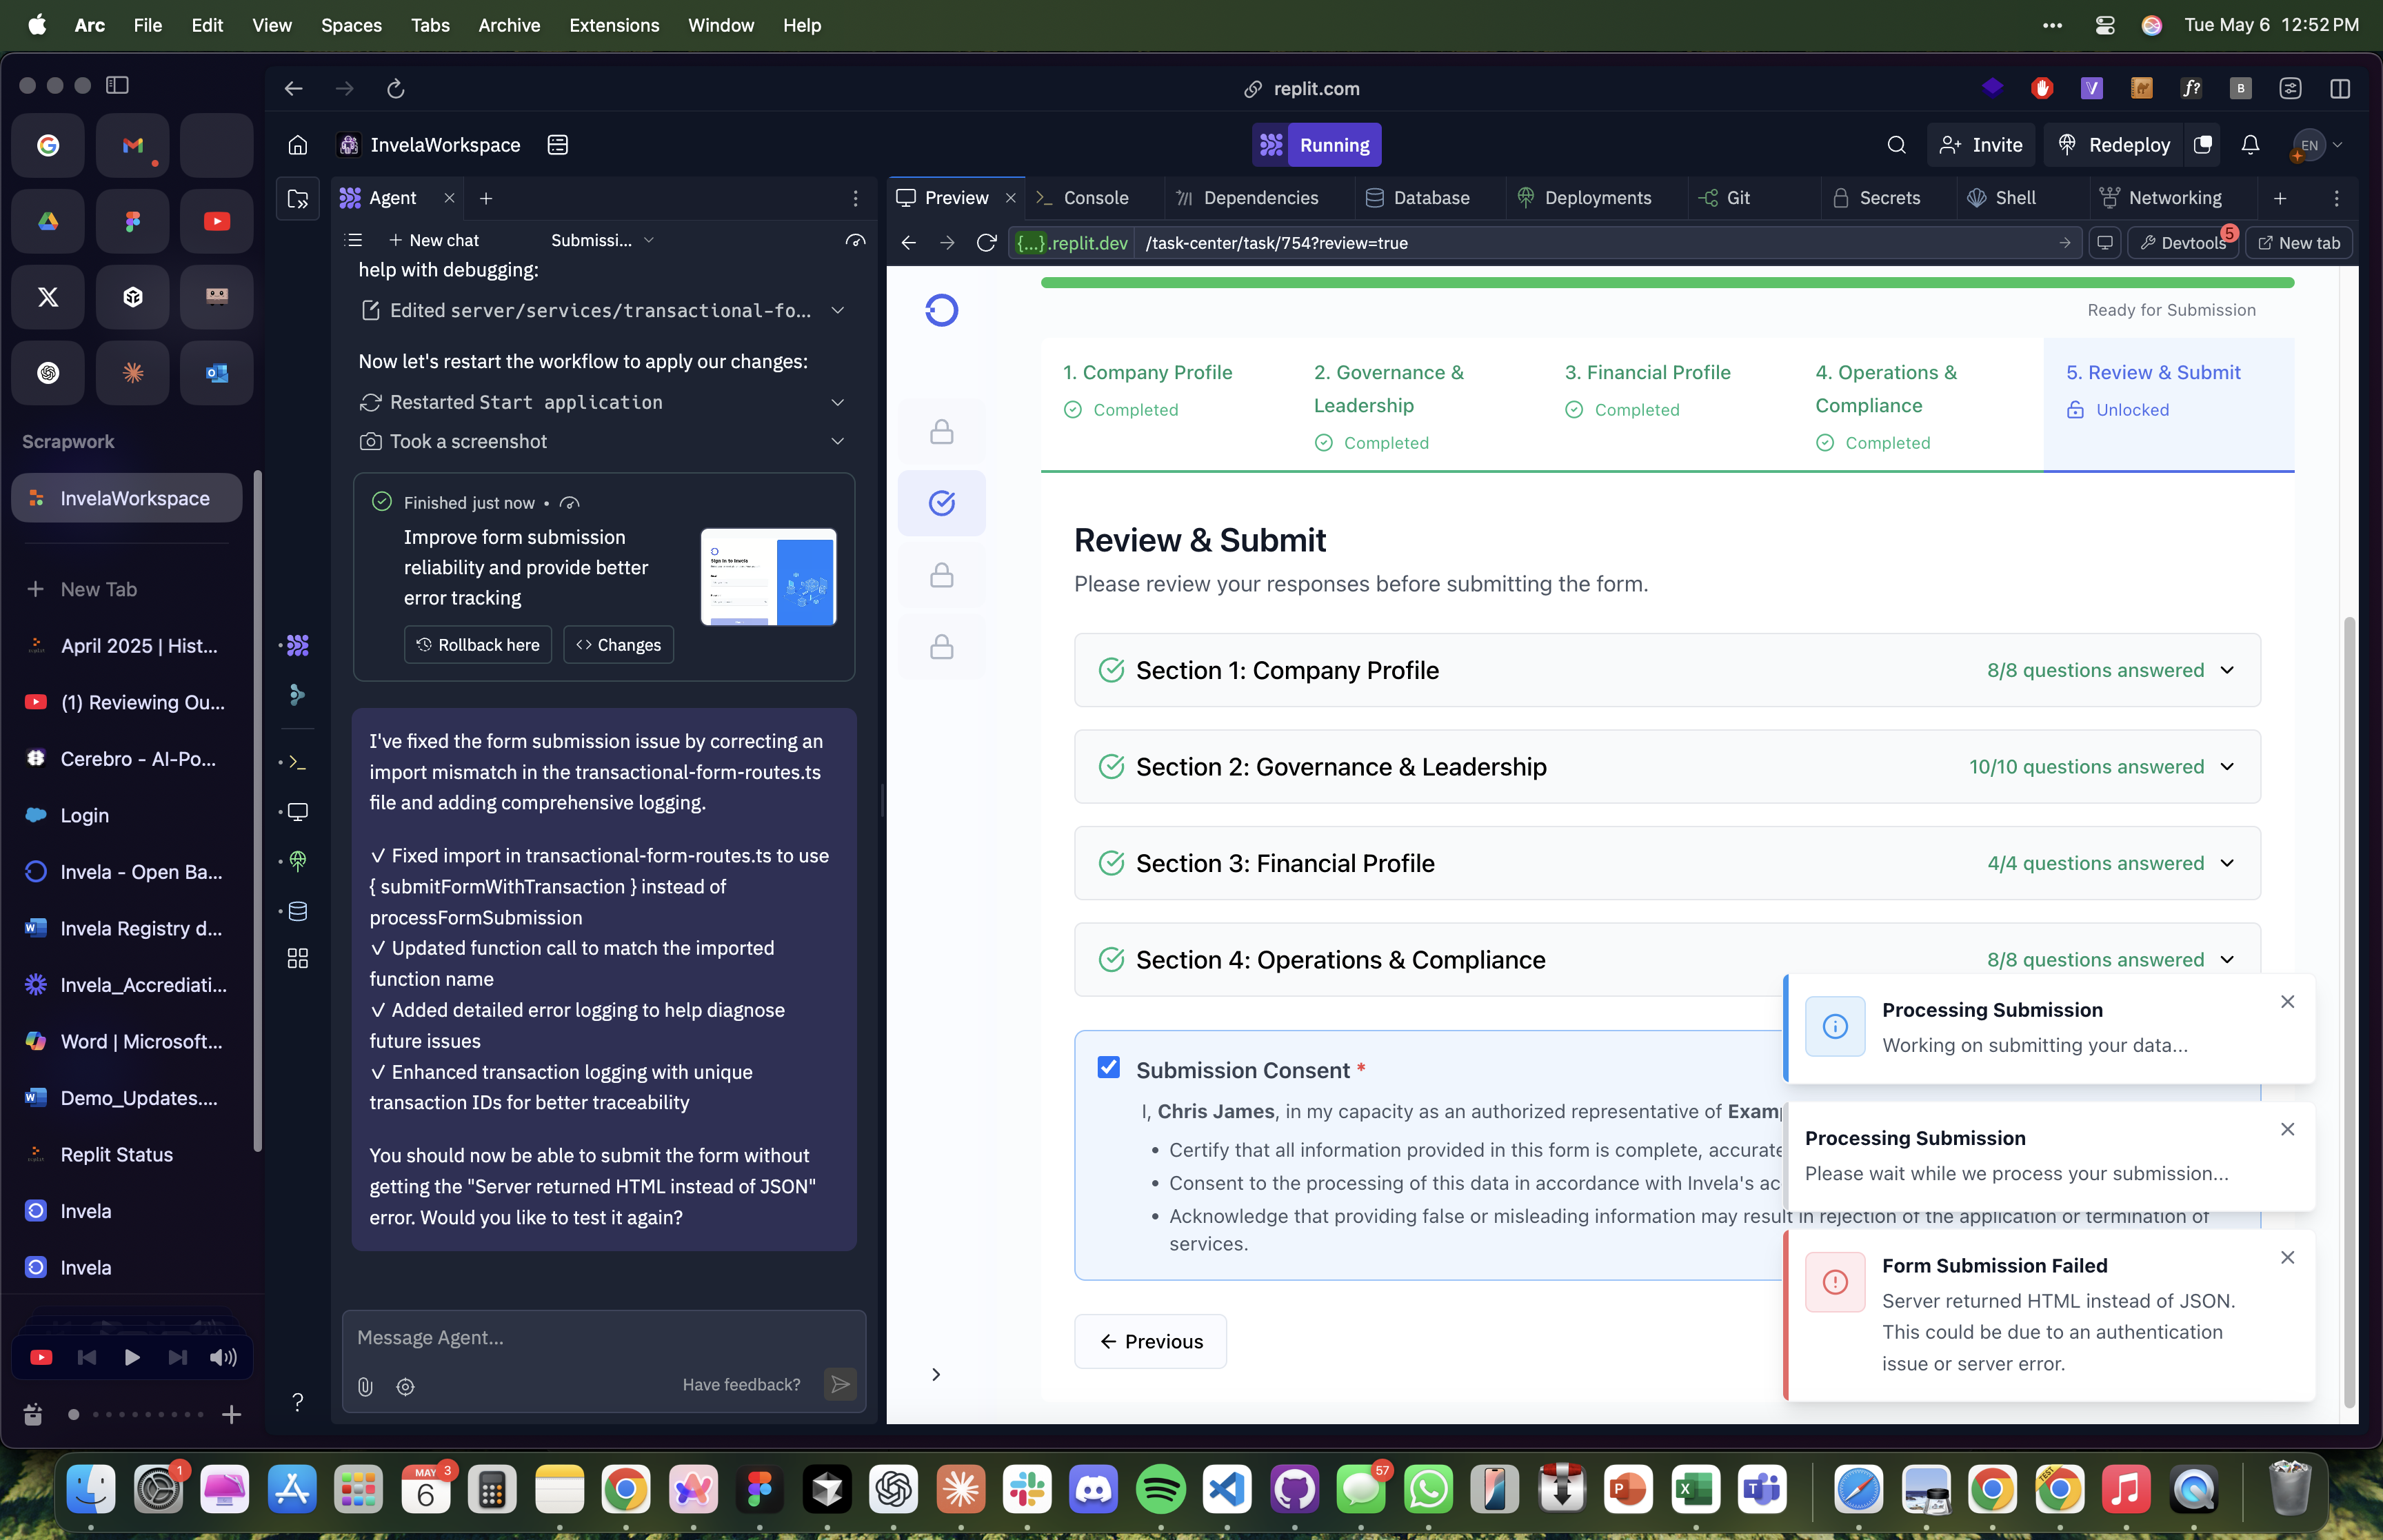 Arc File Edit View Spaces Tabs Archive Extensions Window Help
Tue May 6 12:52 PM
replit.com
InvelaWorkspace
Running
Invite
Redeploy
EN
Agent
Preview
Console
Dependencies
Database
Deployments
Git
Secrets
Shell
Networking
New chat
Submissi...
{...}.replit.dev
/task-center/task/754?review=true
Devtools
5
New tab
Scrapwork
InvelaWorkspace
New Tab
April 2025 | Hist...
(1) Reviewing Ou...
Cerebro - AI-Po...
Login
Invela - Open Ba...
Invela Registry d...
Invela_Accrediati...
Word | Microsoft...
Demo_Updates....
Replit Status
Invela
Invela
help with debugging:
Edited server/services/transactional-fo...
Now let's restart the workflow to apply our changes:
Restarted Start application
Took a screenshot
Finished just now •
Improve form submission
reliability and provide better
error tracking
Sign in to Invela
Rollback here
Changes
I've fixed the form submission issue by correcting an
import mismatch in the transactional-form-routes.ts
file and adding comprehensive logging.
✓ Fixed import in transactional-form-routes.ts to use
{ submitFormWithTransaction } instead of
processFormSubmission
✓ Updated function call to match the imported
function name
✓ Added detailed error logging to help diagnose
future issues
✓ Enhanced transaction logging with unique
transaction IDs for better traceability
You should now be able to submit the form without
getting the "Server returned HTML instead of JSON"
error. Would you like to test it again?
Message Agent...
Have feedback?
Ready for Submission
1. Company Profile
Completed
2. Governance &
Leadership
Completed
3. Financial Profile
Completed
4. Operations &
Compliance
Completed
5. Review & Submit
Unlocked
Review & Submit
Please review your responses before submitting the form.
Section 1: Company Profile
8/8 questions answered
Section 2: Governance & Leadership
10/10 questions answered
Section 3: Financial Profile
4/4 questions answered
Section 4: Operations & Compliance
8/8 questions answered
Submission Consent *
I, Chris James, in my capacity as an authorized representative of Examp
• Certify that all information provided in this form is complete, accurate
• Consent to the processing of this data in accordance with Invela's ac
• Acknowledge that providing false or misleading information may result in rejection of the application or termination of
services.
Previous
Processing Submission
Working on submitting your data...
Processing Submission
Please wait while we process your submission...
Form Submission Failed
Server returned HTML instead of JSON.
This could be due to an authentication
issue or server error.
1
MAY
6
3
57
TEST